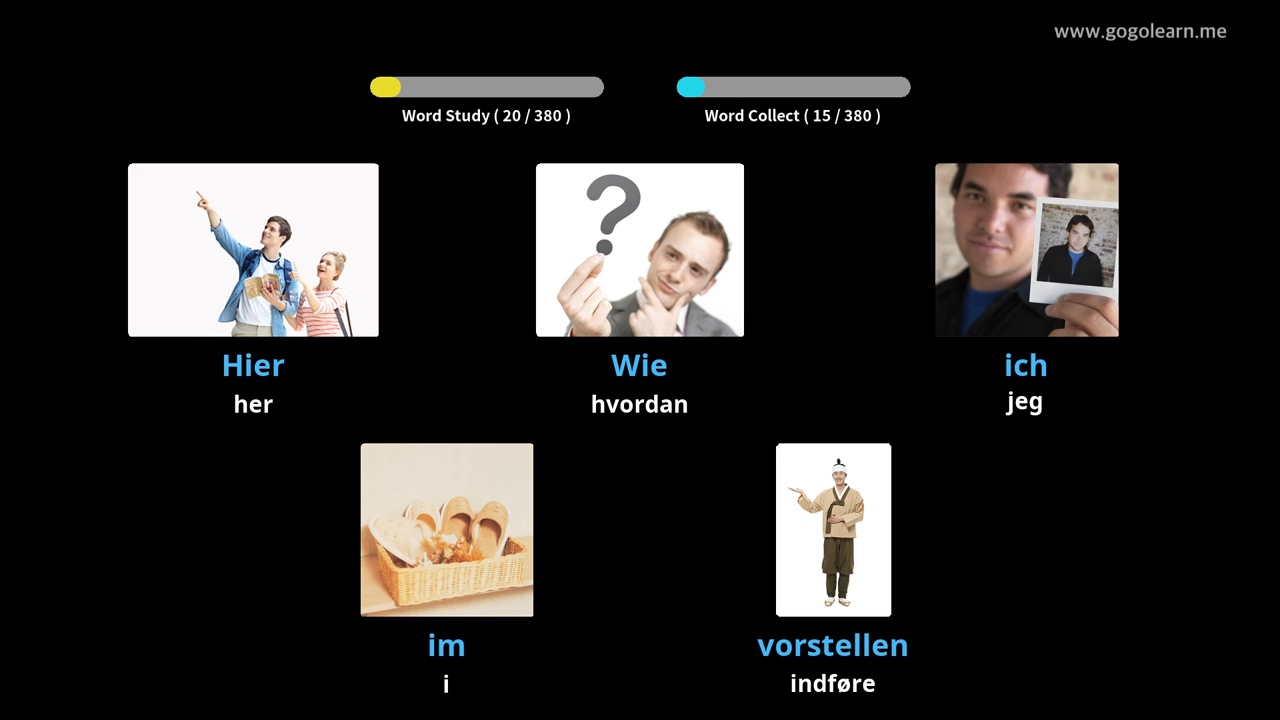 www.gogolearn.me
Word Study ( 20 / 380 )
Word Collect ( 15 / 380 )
Hier
her
Wie
hvordan
ich
jeg
im
i
vorstellen
indføre